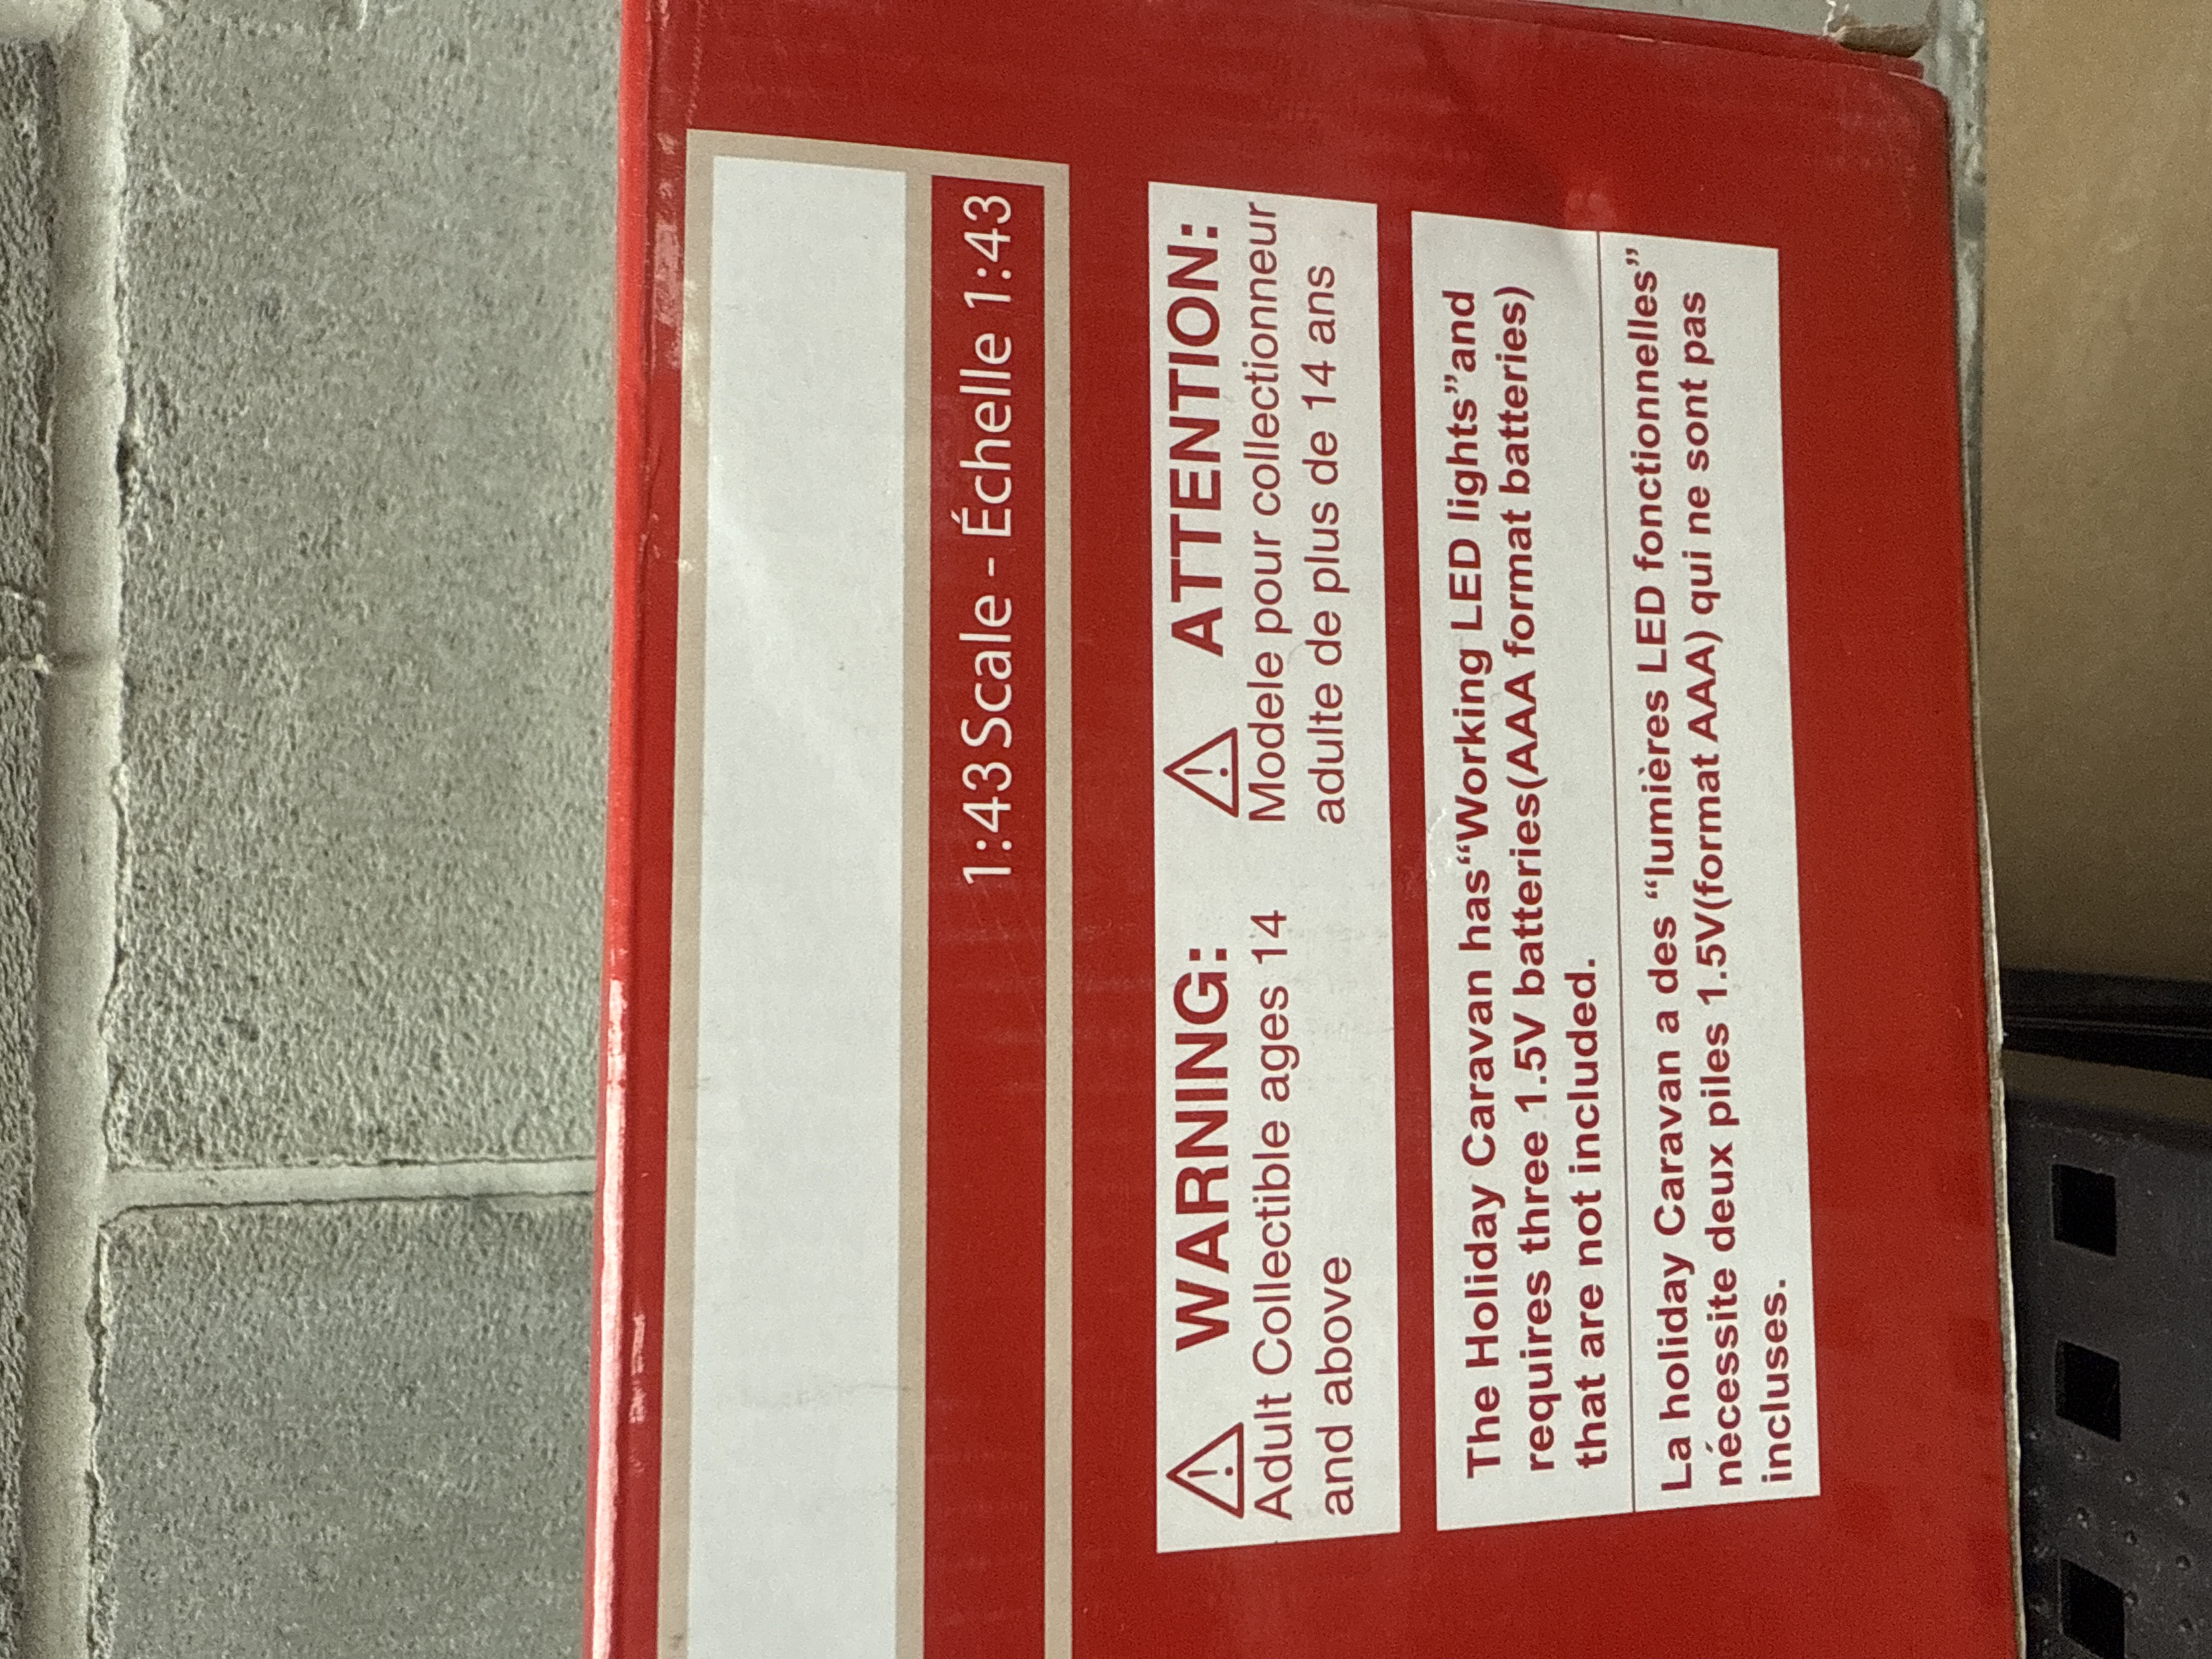 1:43 Scale - Échelle 1:43
WARNING:
Adult Collectible ages 14
and above
ATTENTION:
Modele pour collectionneur
adulte de plus de 14 ans
The Holiday Caravan has“Working LED lights”and
requires three 1.5V batteries(AAA format batteries)
that are not included.
La holiday Caravan a des “lumières LED fonctionnelles”
nécessite deux piles 1.5V(format AAA) qui ne sont pas
incluses.